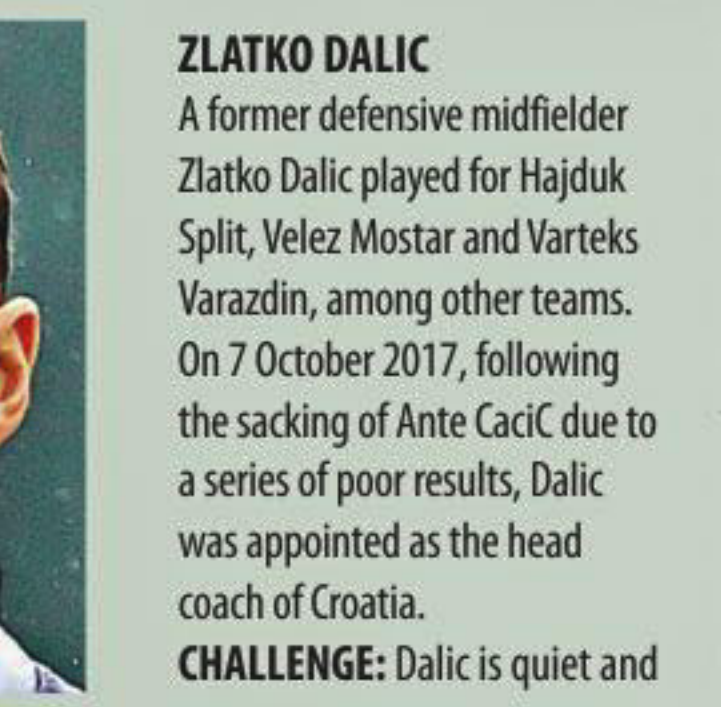 ZLATKO DALIC
A former defensive midfielder
Zlatko Dalic played for Hajduk
Split, Velez Mostar and Varteks
Varazdin, among other teams.
On 7 October 2017, following
the sacking of Ante CaciC due to
a series of poor results, Dalic
was appointed as the head
coach of Croatia.
CHALLENGE: Dalic is quiet and